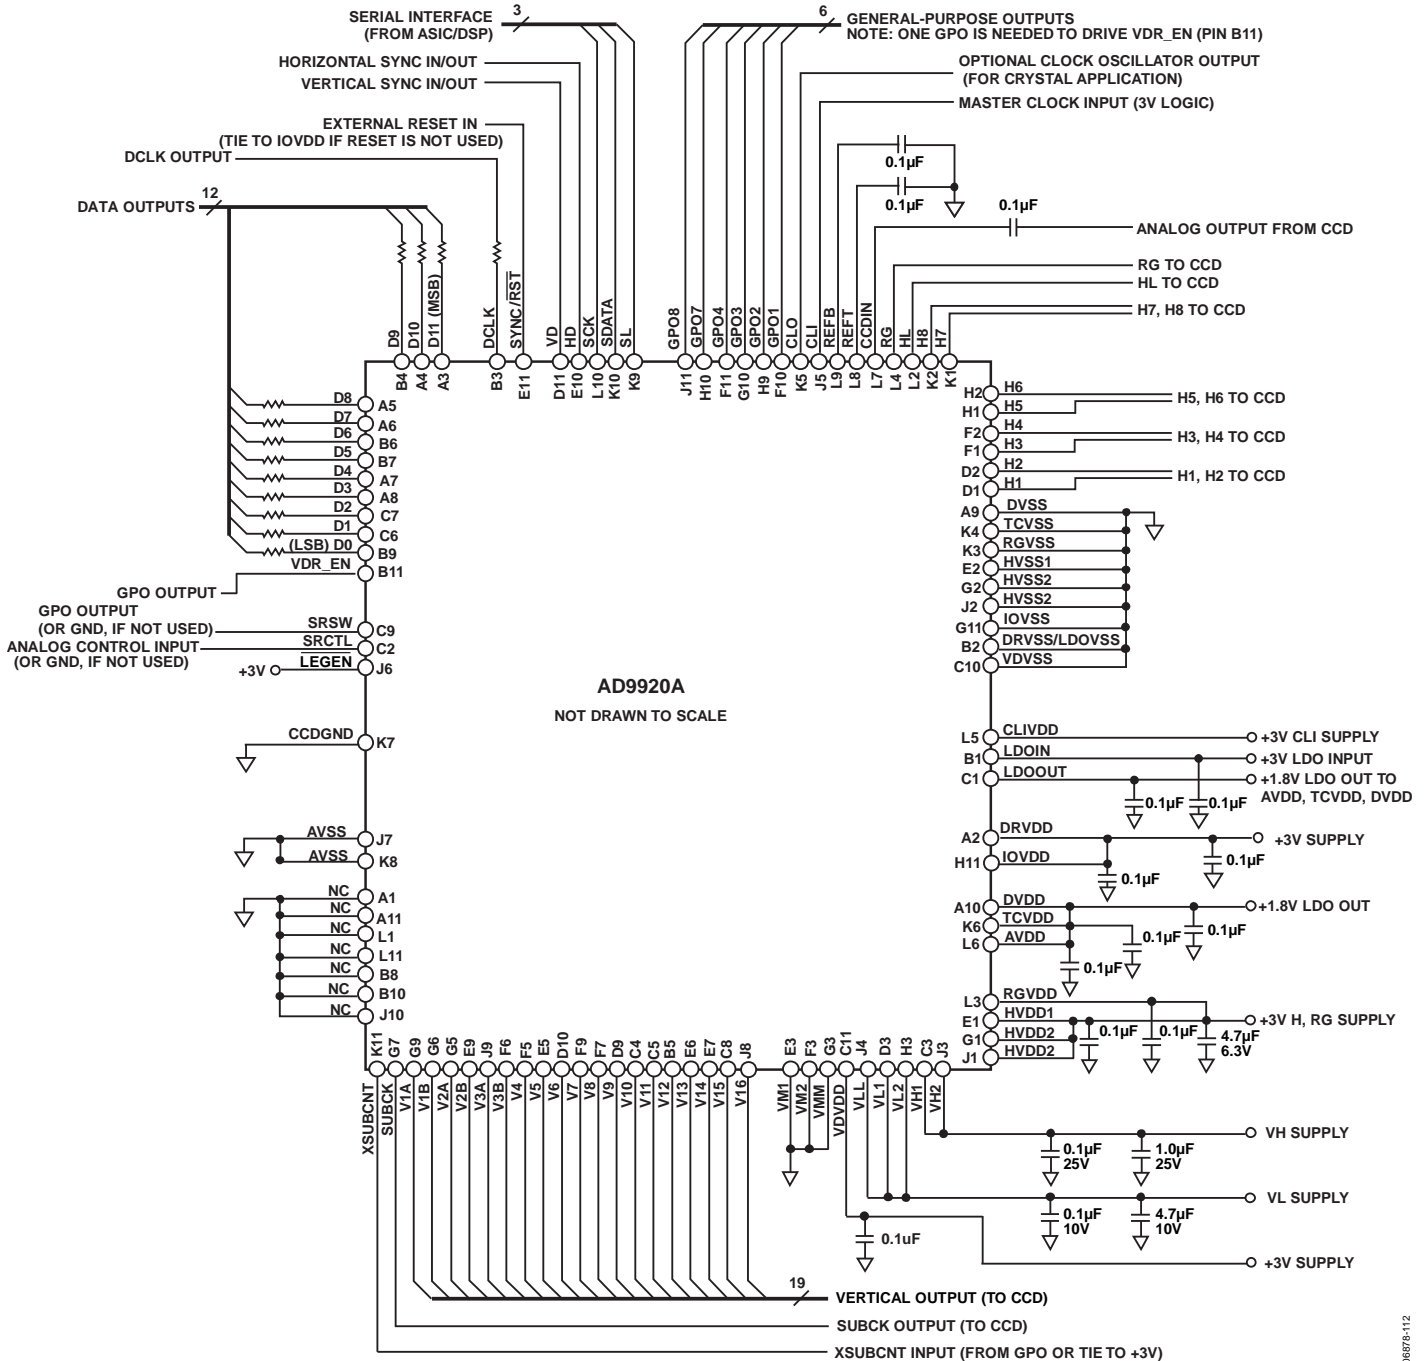 SERIAL INTERFACE
(FROM ASIC/DSP)
3
6
GENERAL-PURPOSE OUTPUTS
NOTE: ONE GPO IS NEEDED TO DRIVE VDR_EN (PIN B11)
HORIZONTAL SYNC IN/OUT
OPTIONAL CLOCK OSCILLATOR OUTPUT
(FOR CRYSTAL APPLICATION)
VERTICAL SYNC IN/OUT
MASTER CLOCK INPUT (3V LOGIC)
EXTERNAL RESET IN
(TIE TO IOVDD IF RESET IS NOT USED)
DCLK OUTPUT
0.1µF
0.1µF
0.1µF
DATA OUTPUTS
12
ANALOG OUTPUT FROM CCD
RG TO CCD
HL TO CCD
H7, H8 TO CCD
D9
D10
D11 (MSB)
DCLK
SYNC/RST
VD
HD
SCK
SDATA
SL
GPO8
GPO7
GPO4
GPO3
GPO2
GPO1
CLO
CLI
REFB
REFT
CCDIN
RG
HL
H8
H7
B4
A4
A3
B3
E11
D11
E10
L10
K10
K9
J11
H10
F11
G10
H9
F10
K5
J5
L9
L8
L7
L4
L2
K2
K1
D8 A5
D7 A6
D6 B6
D5 B7
D4 A7
D3 A8
D2 C7
D1 C6
(LSB) D0 B9
VDR_EN B11
GPO OUTPUT
GPO OUTPUT
(OR GND, IF NOT USED)
SRSW C9
ANALOG CONTROL INPUT
(OR GND, IF NOT USED)
SRCTL C2
+3V LEGEN J6
CCDGND K7
AVSS J7
AVSS K8
NC A1
NC A11
NC L1
NC L11
NC B8
NC B10
NC J10
AD9920A
NOT DRAWN TO SCALE
H2 H6
H1 H5
H5, H6 TO CCD
F2 H4
F1 H3
H3, H4 TO CCD
D2 H2
D1 H1
H1, H2 TO CCD
A9 DVSS
K4 TCVSS
K3 RGVSS
E2 HVSS1
G2 HVSS2
J2 HVSS2
G11 IOVSS
B2 DRVSS/LDOVSS
C10 VDVSS
L5 CLIVDD +3V CLI SUPPLY
B1 LDOIN +3V LDO INPUT
C1 LDOOUT +1.8V LDO OUT TO
AVDD, TCVDD, DVDD
0.1µF 0.1µF
A2 DRVDD +3V SUPPLY
H11 IOVDD
0.1µF
0.1µF
A10 DVDD +1.8V LDO OUT
K6 TCVDD
L6 AVDD
0.1µF
0.1µF
0.1µF
L3 RGVDD
E1 HVDD1 +3V H, RG SUPPLY
G1 HVDD2
J1 HVDD2
0.1µF 0.1µF 4.7µF
6.3V
K11
G7
G9
G6
G5
E9
J9
F6
F5
E5
D10
F9
F7
D9
C4
C5
B5
E6
E7
C8
J8
E3
F3
G3
C11
J4
D3
H3
C3
J3
XSUBCNT
SUBCK
V1A
V1B
V2A
V2B
V3A
V3B
V4
V5
V6
V7
V8
V9
V10
V11
V12
V13
V14
V15
V16
VM1
VM2
VMM
VDVDD
VLL
VL1
VL2
VH1
VH2
VH SUPPLY
0.1µF
25V
1.0µF
25V
VL SUPPLY
0.1µF
10V
4.7µF
10V
0.1uF
+3V SUPPLY
19
VERTICAL OUTPUT (TO CCD)
SUBCK OUTPUT (TO CCD)
XSUBCNT INPUT (FROM GPO OR TIE TO +3V)
06878-112